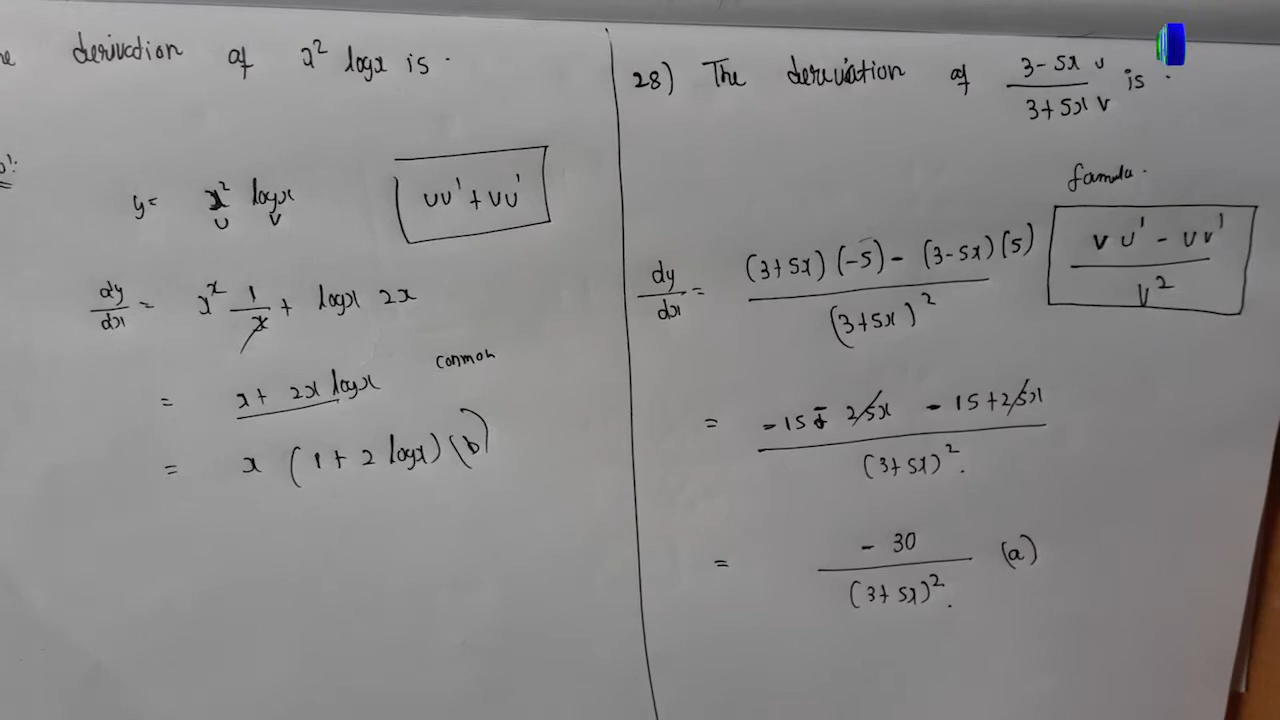 derivation of x² logx is.
y= x² logx
U V
UV' + VU'
dy/dx = x² 1/x + logx 2x
= x + 2x logx
common
= x (1 + 2 logx) (b)
28) The derivation of (3-5x)/(3+5x) is.
U
V
formula.
(VU' - UV')/V²
dy/dx = ((3+5x)(-5) - (3-5x)(5))/(3+5x)²
= (-15 - 25x - 15 + 25x)/(3+5x)².
= -30/(3+5x)². (a)